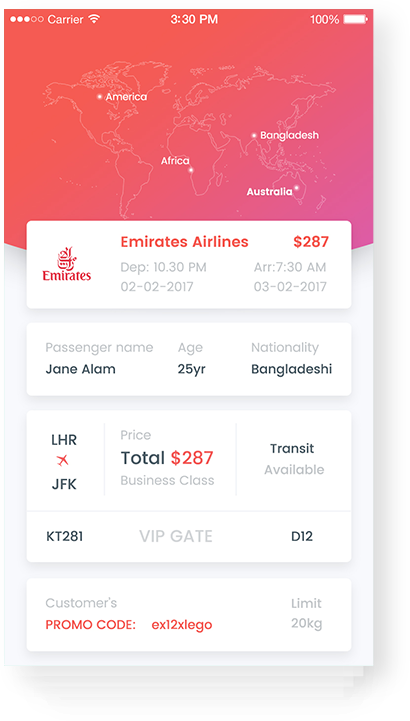 Carrier 3:30 PM 100%
America
Bangladesh
Africa
Australia
Emirates Airlines $287
Emirates
Dep: 10.30 PM Arr:7:30 AM
02-02-2017 03-02-2017
Passenger name Age Nationality
Jane Alam 25yr Bangladeshi
LHR
JFK
Price
Total $287
Business Class
Transit
Available
KT281 VIP GATE D12
Customer's Limit
PROMO CODE: ex12xlego 20kg